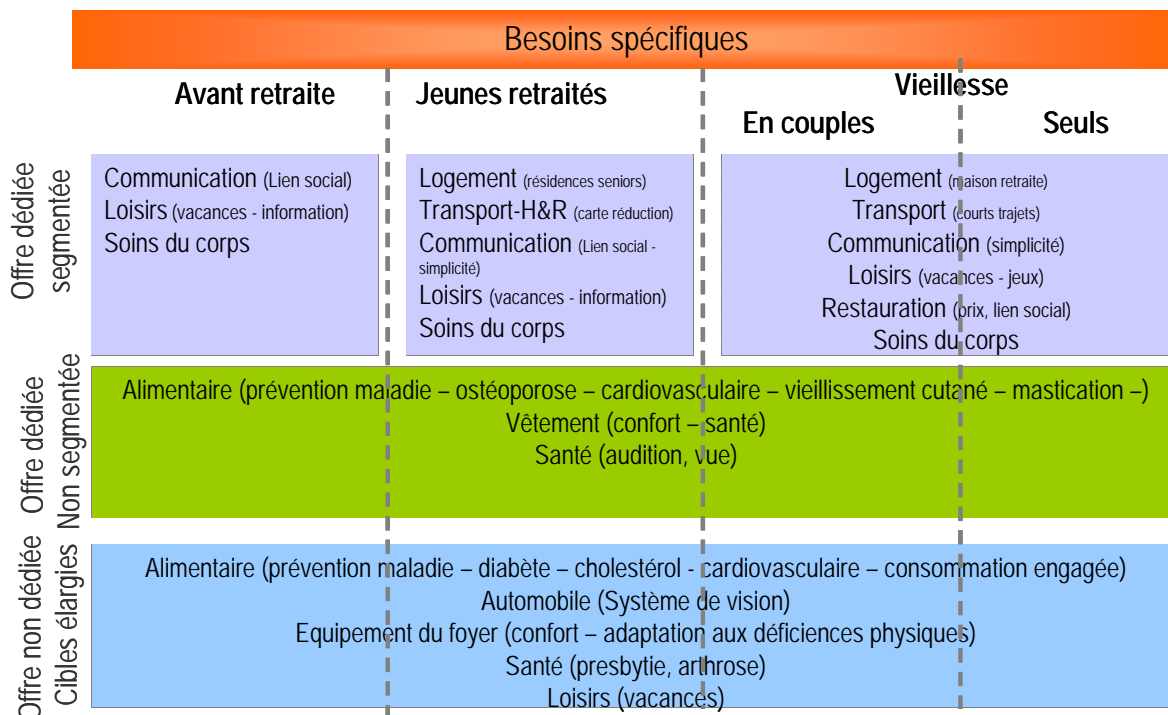 Besoins spécifiques
Avant retraite
Jeunes retraités
Vieillesse
En couples
Seuls
Offre dédiée
segmentée
Communication (Lien social)
Loisirs (vacances - information)
Soins du corps
Logement (résidences seniors)
Transport-H&R (carte réduction)
Communication (Lien social -
simplicité)
Loisirs (vacances - information)
Soins du corps
Logement (maison retraite)
Transport (courts trajets)
Communication (simplicité)
Loisirs (vacances - jeux)
Restauration (prix, lien social)
Soins du corps
Offre dédiée
Non segmentée
Alimentaire (prévention maladie – ostéoporose – cardiovasculaire – vieillissement cutané – mastication –)
Vêtement (confort – santé)
Santé (audition, vue)
Offre non dédiée
Cibles élargies
Alimentaire (prévention maladie – diabète – cholestérol - cardiovasculaire – consommation engagée)
Automobile (Système de vision)
Equipement du foyer (confort – adaptation aux déficiences physiques)
Santé (presbytie, arthrose)
Loisirs (vacances)